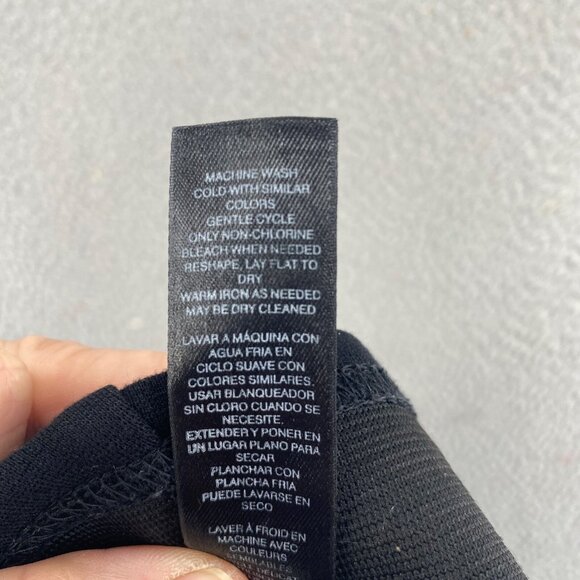 MACHINE WASH
COLD WITH SIMILAR
COLORS
GENTLE CYCLE
ONLY NON-CHLORINE
BLEACH WHEN NEEDED
RESHAPE, LAY FLAT TO
DRY
WARM IRON AS NEEDED
MAY BE DRY CLEANED
LAVAR A MÁQUINA CON
AGUA FRIA EN
CICLO SUAVE CON
COLORES SIMILARES.
USAR BLANQUEADOR
SIN CLORO CUANDO SE
NECESITE.
EXTENDER Y PONER EN
UN LUGAR PLANO PARA
SECAR
PLANCHAR CON
PLANCHA FRIA
PUEDE LAVARSE EN
SECO
LAVER À FROID EN
MACHINE AVEC
COULEURS
SEMBLABLES